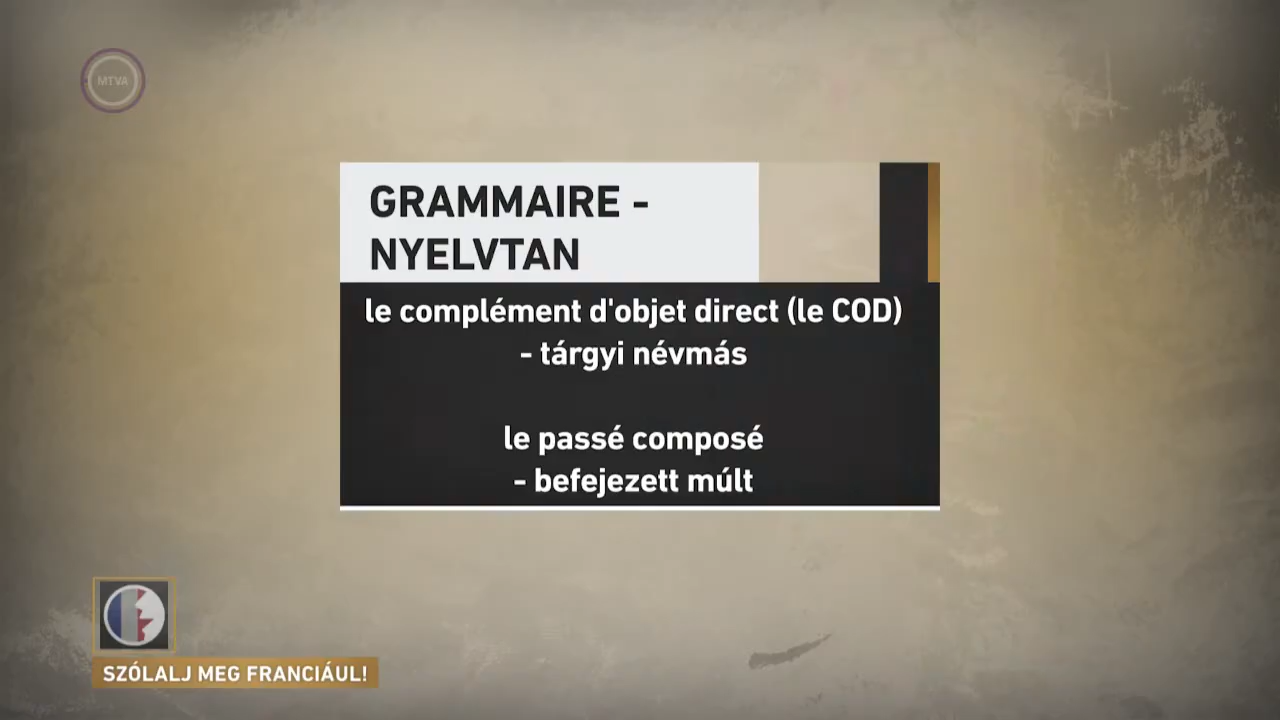 MTVA
GRAMMAIRE -
NYELVTAN
le complément d'objet direct (le COD)
- tárgyi névmás
le passé composé
- befejezett múlt
SZÓLALJ MEG FRANCIÁUL!